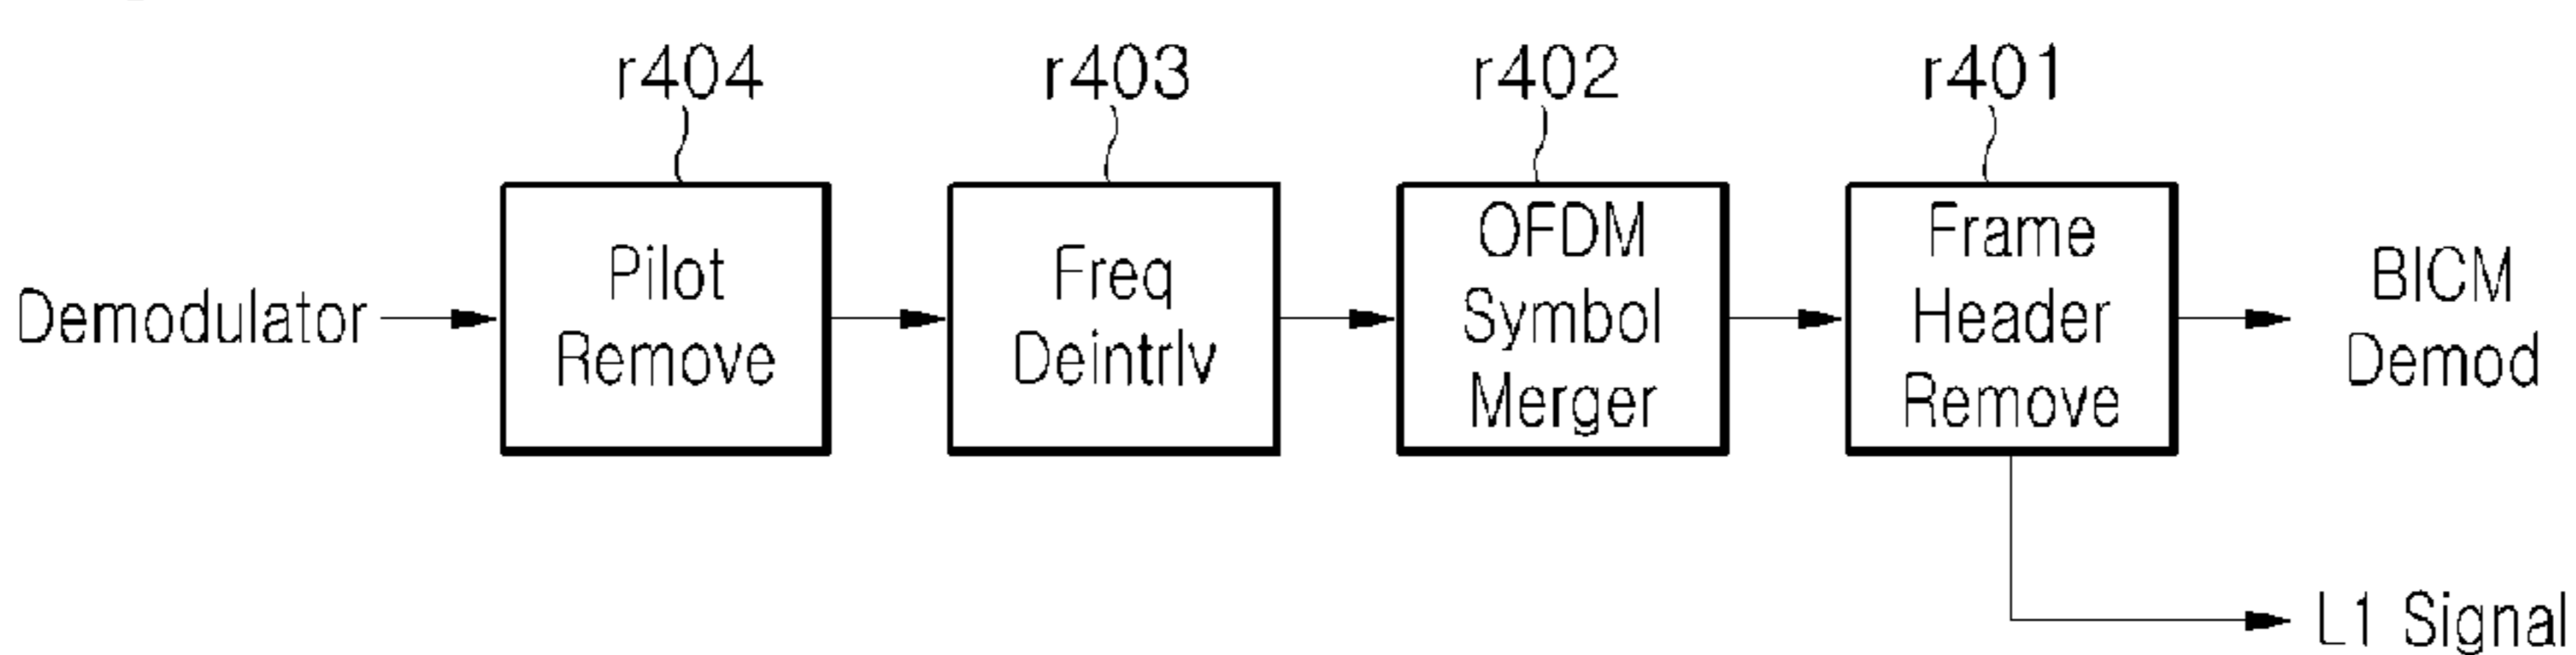 r404
r403
r402
r401
Demodulator
Pilot
Remove
Freq
Deintrlv
OFDM
Symbol
Merger
Frame
Header
Remove
BICM
Demod
L1 Signal